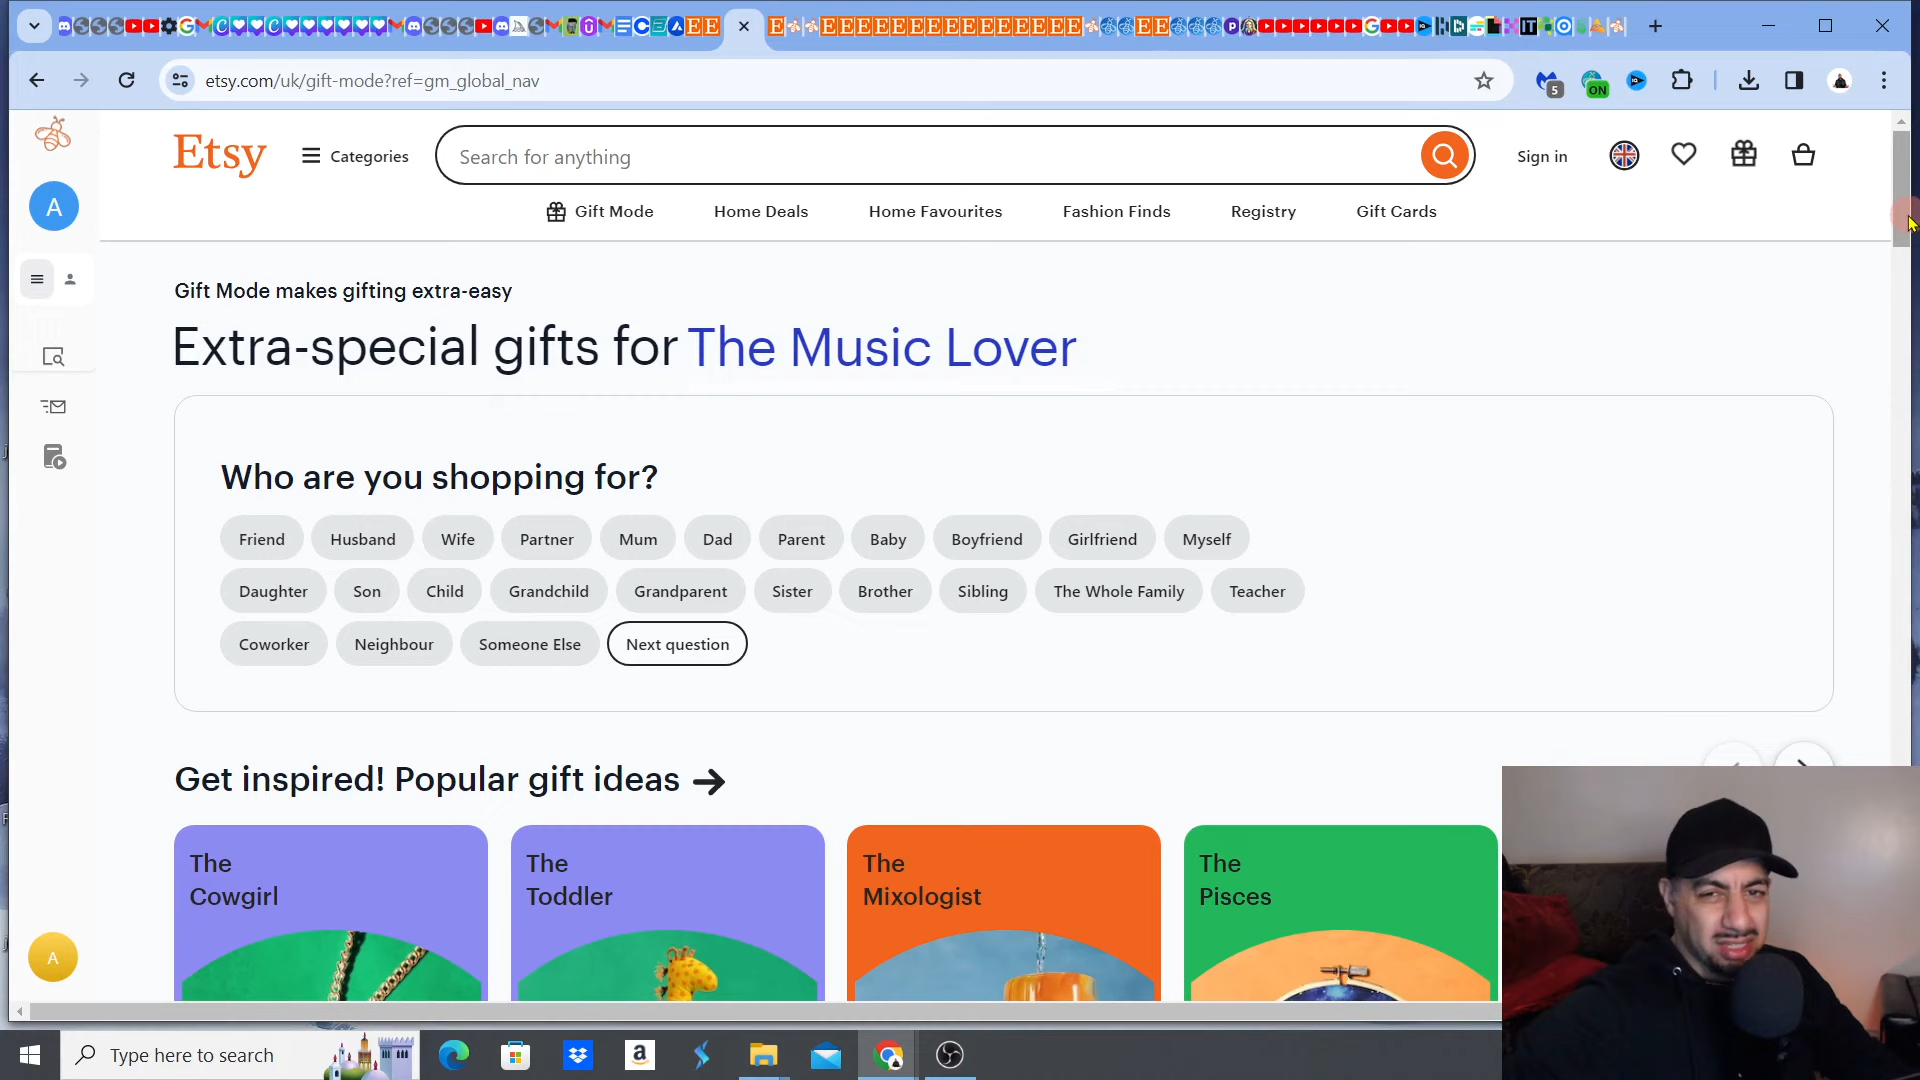 etsy.com/uk/gift-mode?ref=gm_global_nav
5
ON
Etsy
Categories
Search for anything
Sign in
Gift Mode
Home Deals
Home Favourites
Fashion Finds
Registry
Gift Cards
A
Gift Mode makes gifting extra-easy
Extra-special gifts for The Music Lover
Who are you shopping for?
Friend
Husband
Wife
Partner
Mum
Dad
Parent
Baby
Boyfriend
Girlfriend
Myself
Daughter
Son
Child
Grandchild
Grandparent
Sister
Brother
Sibling
The Whole Family
Teacher
Coworker
Neighbour
Someone Else
Next question
Get inspired! Popular gift ideas →
The
Cowgirl
The
Toddler
The
Mixologist
The
Pisces
A
Type here to search